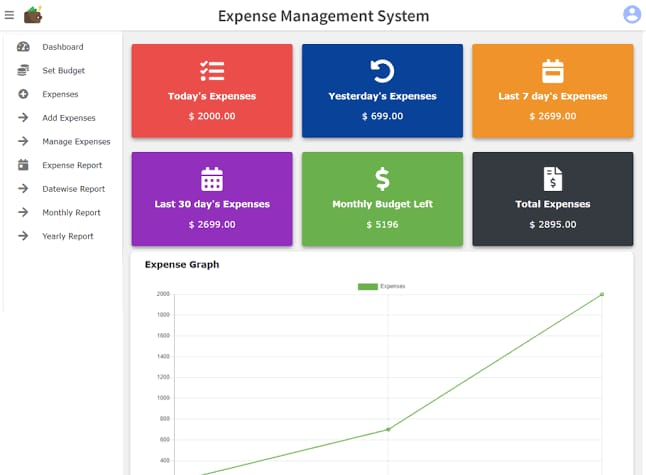 Expense Management System
Dashboard
Set Budget
Expenses
Add Expenses
Manage Expenses
Expense Report
Datewise Report
Monthly Report
Yearly Report
Today's Expenses
$ 2000.00
Yesterday's Expenses
$ 699.00
Last 7 day's Expenses
$ 2699.00
Last 30 day's Expenses
$ 2699.00
Monthly Budget Left
$ 5196
Total Expenses
$ 2895.00
Expense Graph
Expenses
2000
1800
1600
1400
1200
1000
800
600
400